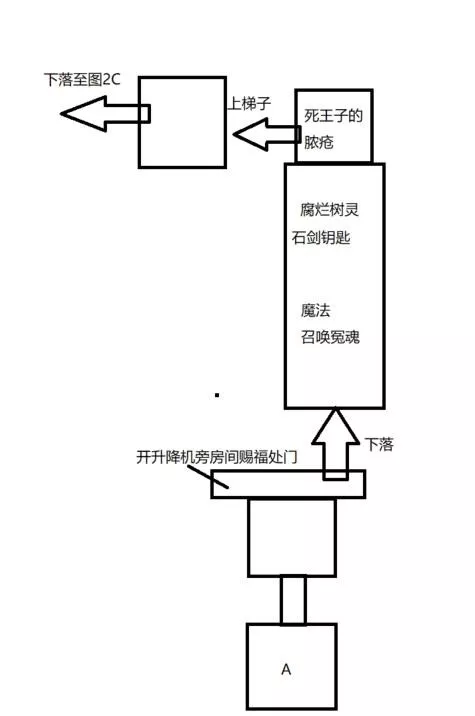 下落至图2C
上梯子
死王子的
脓疮
腐烂树灵
石剑钥匙
魔法
召唤冤魂
下落
开升降机旁房间赐福处门
A